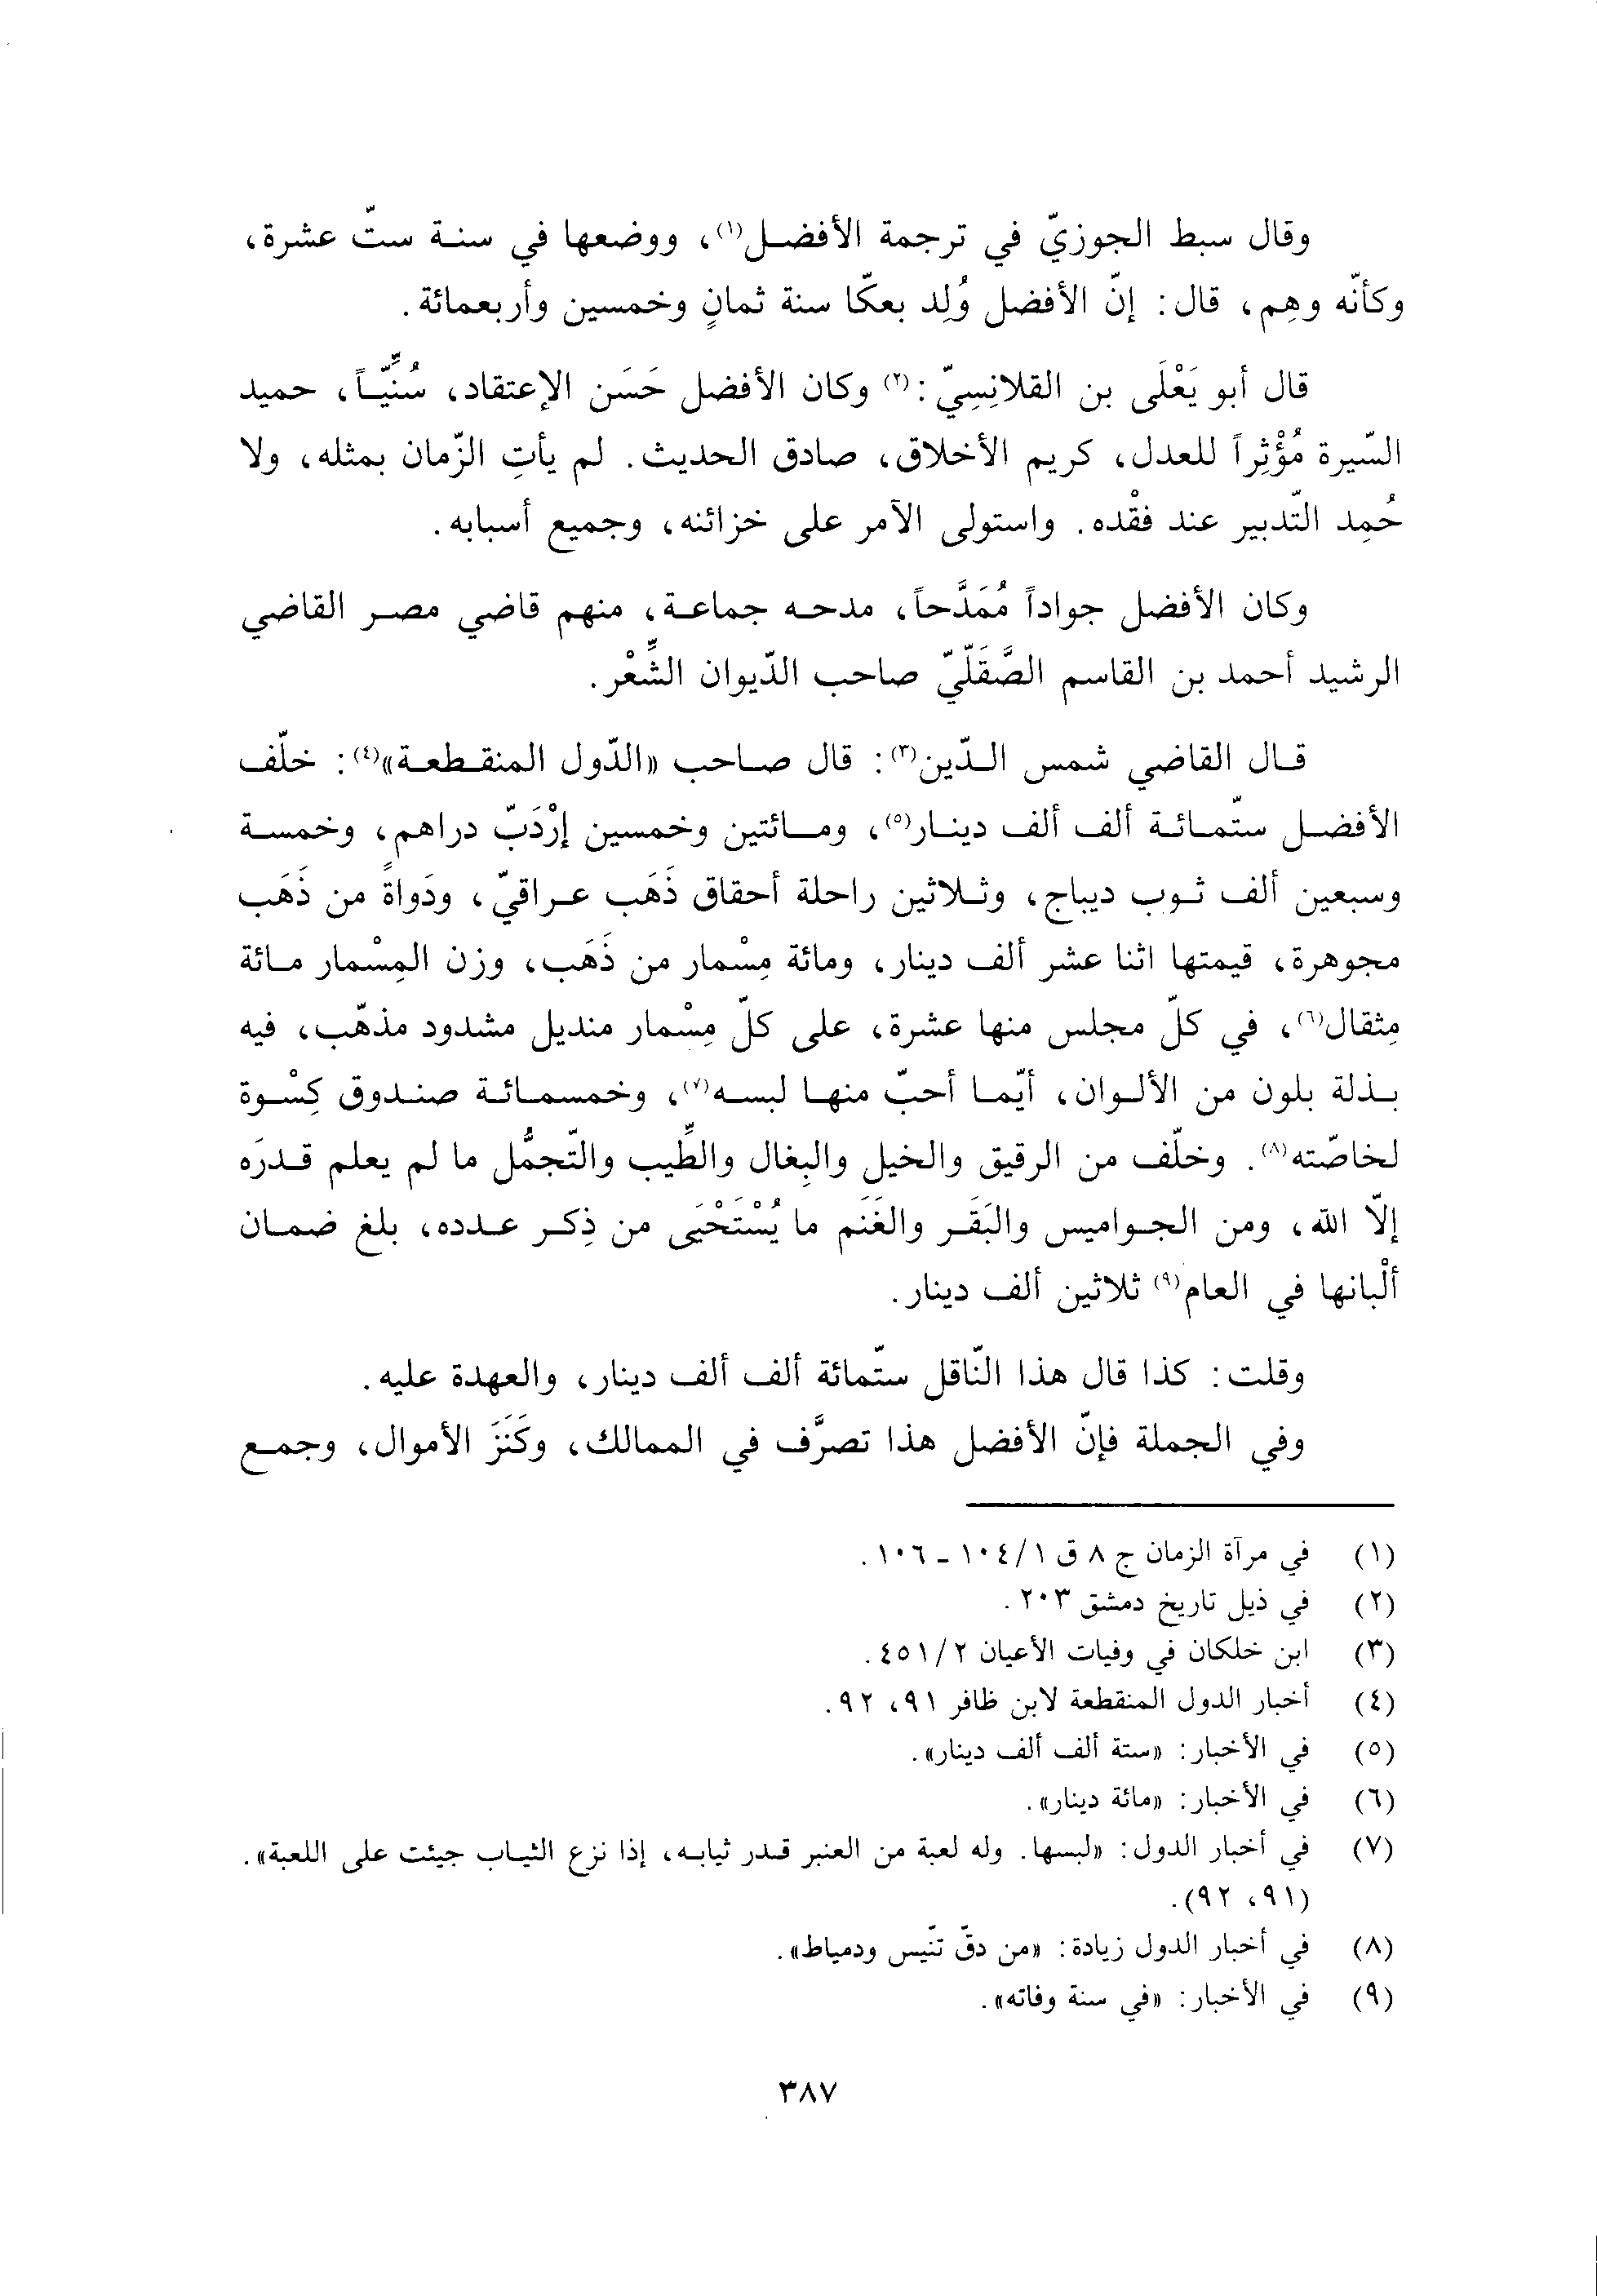 وقال سبط الجوزيّ في ترجمة الأفضل(١)، ووضعها في سنة ستّ عشرة،
وكأنّه وهِم، قال: إنّ الأفضل وُلِد بعكّا سنة ثمانٍ وخمسين وأربعمائة.
قال أبو يَعْلَى بن القلانِسِيّ:(٢) وكان الأفضل حَسَن الإعتقاد، سُنِّيّاً، حميد
السّيرة مُؤْثِراً للعدل، كريم الأخلاق، صادق الحديث. لم يأتِ الزّمان بمثله، ولا
حُمِد التّدبير عند فقْده. واستولى الآمر على خزائنه، وجميع أسبابه.
وكان الأفضل جواداً مُمَدَّحاً، مدحه جماعة، منهم قاضي مصر القاضي
الرشيد أحمد بن القاسم الصَّقَلّيّ صاحب الدّيوان الشِّعْر.
قال القاضي شمس الدّين(٣): قال صاحب «الدّول المنقطعة»(٤): خلّف
الأفضل ستّمائة ألف ألف دينار(٥)، ومائتين وخمسين إرْدَبّ دراهم، وخمسة
وسبعين ألف ثوب ديباج، وثلاثين راحلة أحقاق ذَهَب عراقيّ، ودَواةً من ذَهَب
مجوهرة، قيمتها اثنا عشر ألف دينار، ومائة مِسْمار من ذَهَب، وزن المِسْمار مائة
مِثقال(٦)، في كلّ مجلس منها عشرة، على كلّ مِسْمار منديل مشدود مذهّب، فيه
بذلة بلون من الألوان، أيّما أحبّ منها لبسه(٧)، وخمسمائة صندوق كِسْوة
لخاصّته(٨). وخلّف من الرقيق والخيل والبِغال والطِّيب والتّجمُّل ما لم يعلم قدرَه
إلّا الله، ومن الجواميس والبَقَر والغَنَم ما يُسْتَحْيَى من ذِكر عدده، بلغ ضمان
ألْبانها في العام(٩) ثلاثين ألف دينار.
وقلت: كذا قال هذا النّاقل ستّمائة ألف ألف دينار، والعهدة عليه.
وفي الجملة فإنّ الأفضل هذا تصرَّف في الممالك، وكَنَزَ الأموال، وجمع
(١) في مرآة الزمان ج ٨ ق ١/ ١٠٤ - ١٠٦.
(٢) في ذيل تاريخ دمشق ٢٠٣.
(٣) ابن خلكان في وفيات الأعيان ٢/ ٤٥١.
(٤) أخبار الدول المنقطعة لابن ظافر ٩١، ٩٢.
(٥) في الأخبار: «ستة ألف ألف دينار».
(٦) في الأخبار: «مائة دينار».
(٧) في أخبار الدول: «لبسها. وله لعبة من العنبر قدر ثيابه، إذا نزع الثياب جيئت على اللعبة».
(٩١، ٩٢).
(٨) في أخبار الدول زيادة: «من دقّ تنّيس ودمياط».
(٩) في الأخبار: «في سنة وفاته».
٣٨٧